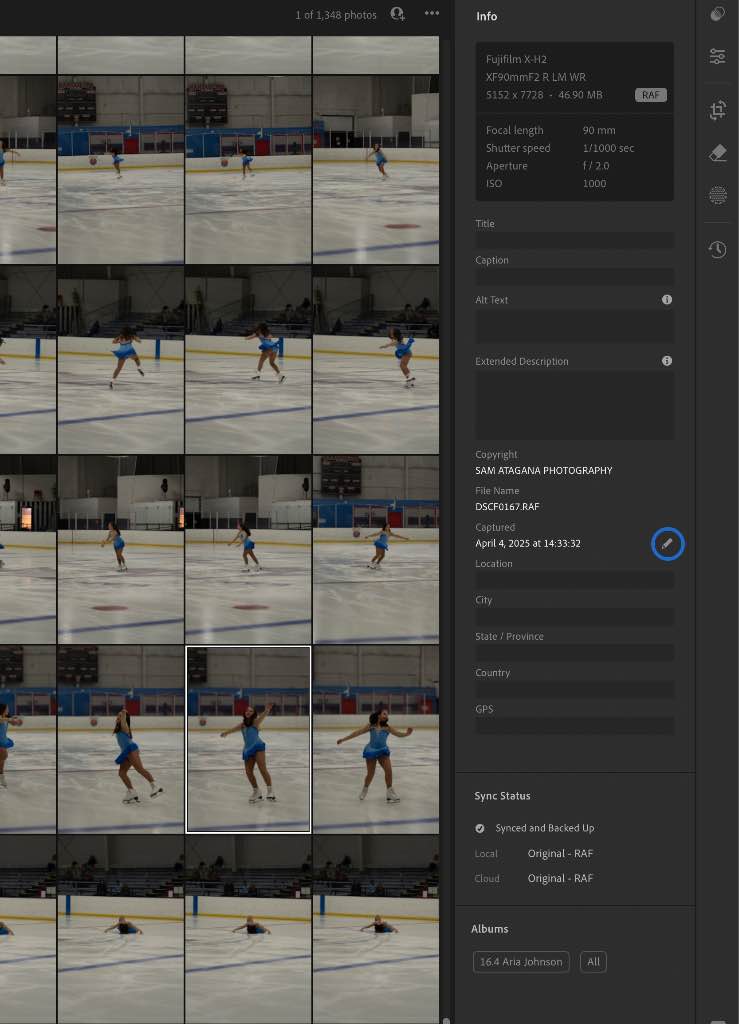 1 of 1,348 photos
Info
Fujifilm X-H2
XF90mmF2 R LM WR
5152 x 7728 - 46.90 MB RAF
Focal length 90 mm
Shutter speed 1/1000 sec
Aperture f / 2.0
ISO 1000
Title
Caption
Alt Text
Extended Description
Copyright
SAM ATAGANA PHOTOGRAPHY
File Name
DSCF0167.RAF
Captured
April 4, 2025 at 14:33:32
Location
City
State / Province
Country
GPS
Sync Status
Synced and Backed Up
Local Original - RAF
Cloud Original - RAF
Albums
16.4 Aria Johnson All